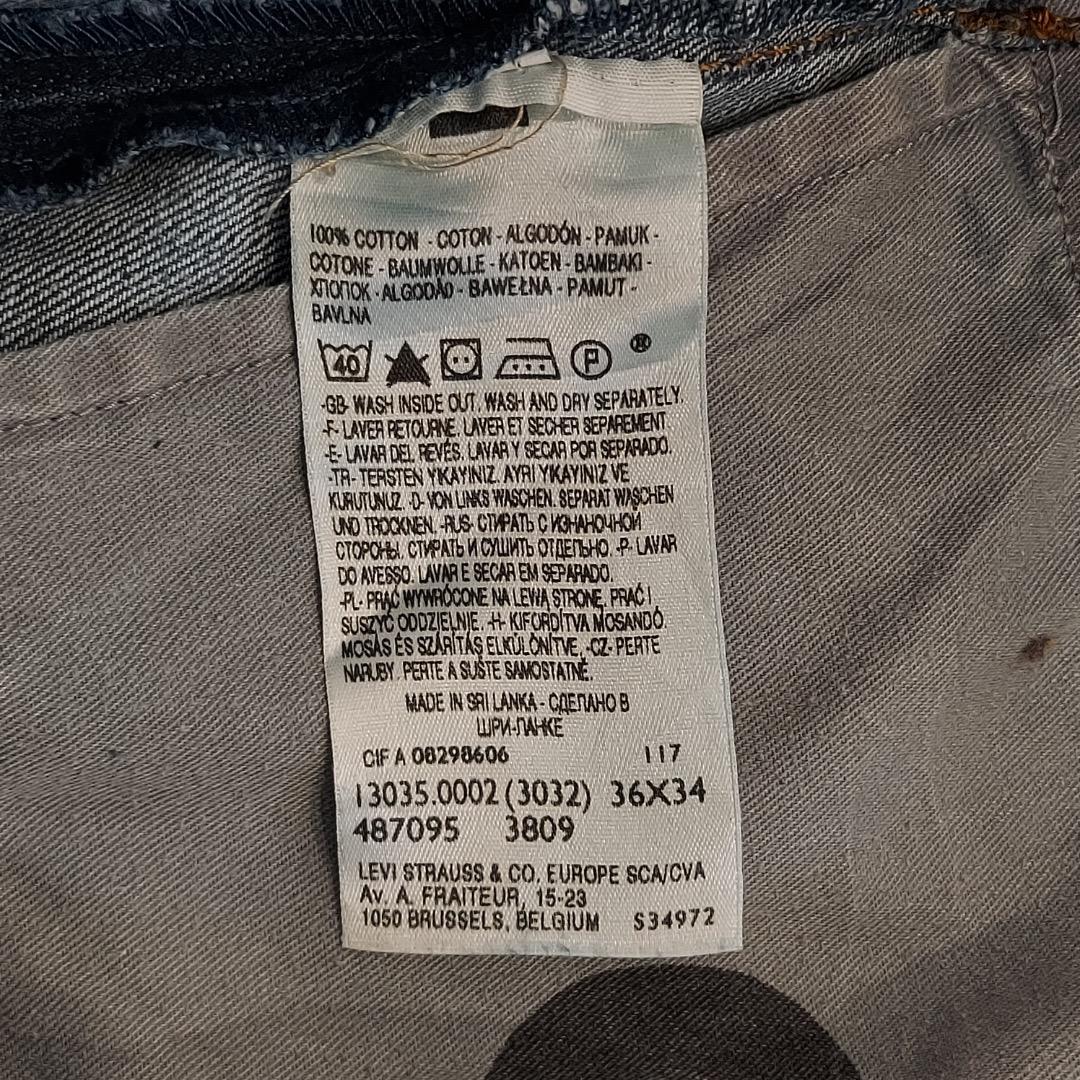 100% COTTON - COTON - ALGODÓN - PAMUK -
COTONE - BAUMWOLLE - KATOEN - BAMBAKI -
ХЛОПОК - ALGODÃO - BAWEŁNA - PAMUT -
BAVLNA
40 P ®
-GB- WASH INSIDE OUT. WASH AND DRY SEPARATELY.
-F- LAVER RETOURNE. LAVER ET SECHER SEPAREMENT
-E- LAVAR DEL REVÉS. LAVAR Y SECAR POR SEPARADO.
-TR- TERSTEN YIKAYINIZ. AYRI YIKAYINIZ VE
KURUTUNUZ. -D- VON LINKS WASCHEN. SEPARAT WASCHEN
UND TROCKNEN. -RUS- СТИРАТЬ С ИЗНАНОЧНОЙ
СТОРОНЫ. СТИРАТЬ И СУШИТЬ ОТДЕЛЬНО. -P- LAVAR
DO AVESSO. LAVAR E SECAR EM SEPARADO.
-PL- PRAĆ WYWRÓCONE NA LEWĄ STRONĘ, PRAĆ I
SUSZYĆ ODDZIELNIE. -H- KIFORDÍTVA MOSANDÓ.
MOSÁS ÉS SZÁRÍTÁS ELKÜLÖNÍTVE. -CZ- PERTE
NARUBY. PERTE A SUŠTE SAMOSTATNĚ.
MADE IN SRI LANKA - СДЕЛАНО В
ШРИ-ЛАНКЕ
CIF A 08298606 117
13035.0002 (3032) 36X34
487095 3809
LEVI STRAUSS & CO. EUROPE SCA/CVA
Av. A. FRAITEUR, 15-23
1050 BRUSSELS, BELGIUM S34972